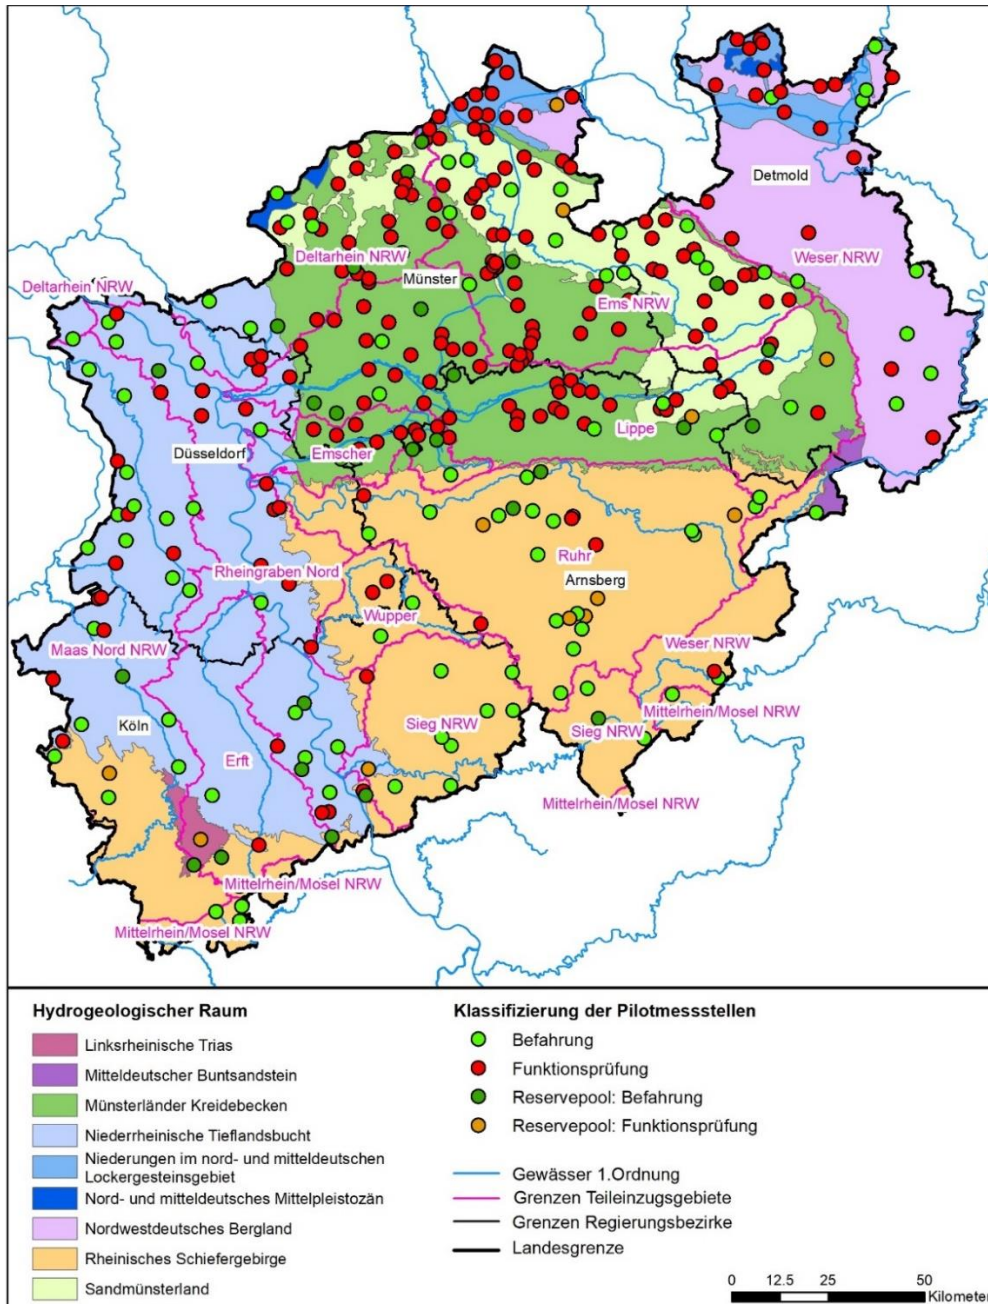 Detmold
Weser NRW
Deltarhein NRW
Deltarhein NRW
Münster
Ems NRW
Düsseldorf
Emscher
Lippe
Ruhr
Rheingraben Nord
Arnsberg
Wupper
Maas Nord NRW
Weser NRW
Mittelrhein/Mosel NRW
Köln
Sieg NRW
Sieg NRW
Erft
Mittelrhein/Mosel NRW
Mittelrhein/Mosel NRW
Mittelrhein/Mosel NRW
Hydrogeologischer Raum
Linksrheinische Trias
Mitteldeutscher Buntsandstein
Münsterländer Kreidebecken
Niederrheinische Tieflandsbucht
Niederungen im nord- und mitteldeutschen
Lockergesteinsgebiet
Nord- und mitteldeutsches Mittelpleistozän
Nordwestdeutsches Bergland
Rheinisches Schiefergebirge
Sandmünsterland
Klassifizierung der Pilotmessstellen
Befahrung
Funktionsprüfung
Reservepool: Befahrung
Reservepool: Funktionsprüfung
Gewässer 1.Ordnung
Grenzen Teileinzugsgebiete
Grenzen Regierungsbezirke
Landesgrenze
0 12.5 25 50
Kilometer